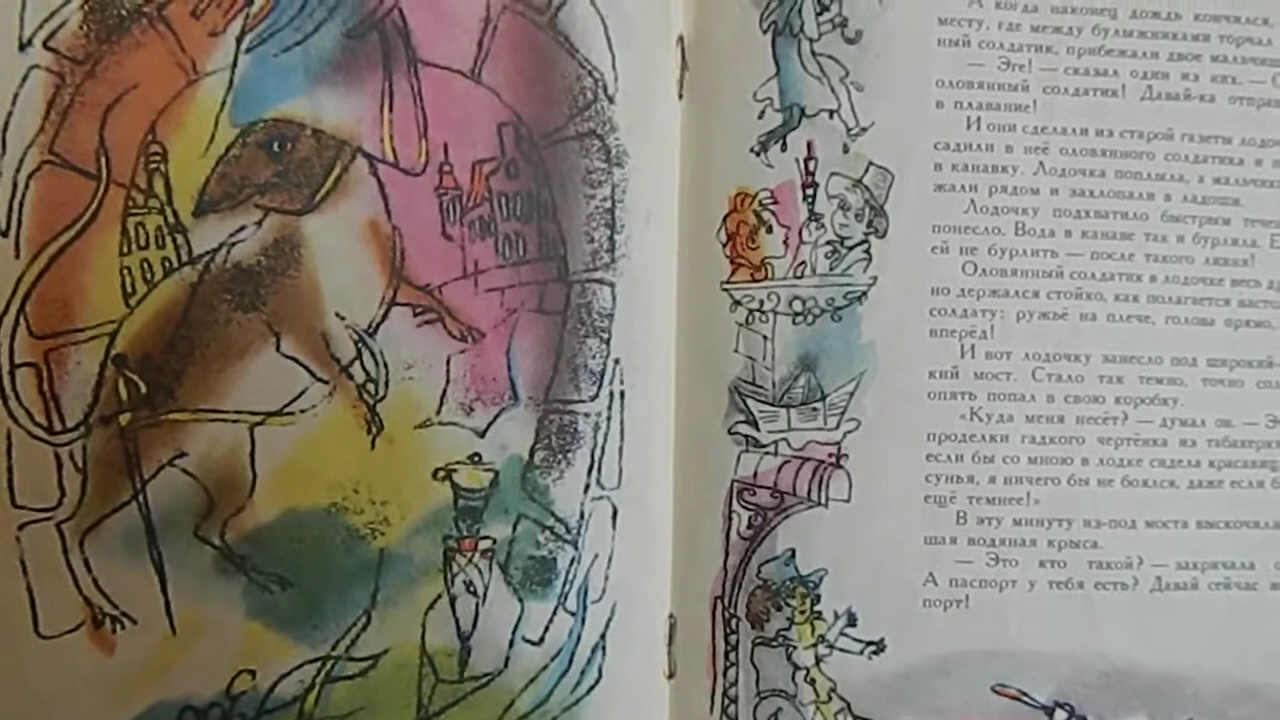 А когда наконец дождь кончился,
месту, где между булыжниками торчал
ный солдатик, прибежали двое мальчиш
— Эге! — сказал один из них. —
оловянный солдатик! Давай-ка отправ
в плавание!
И они сделали из старой газеты лодоч
садили в неё оловянного солдатика и
в канавку. Лодочка поплыла, а мальчик
жали рядом и захлопали в ладоши.
Лодочку подхватило быстрым тече
понесло. Вода в канаве так и бурлила. Е
ей не бурлить — после такого ливня!
Оловянный солдатик в лодочке весь д
но держался стойко, как полагается насто
солдату: ружьё на плече, голова прямо,
вперёд!
И вот лодочку занесло под широкий-
кий мост. Стало так темно, точно сол
опять попал в свою коробку.
«Куда меня несёт? — думал он. — Э
проделки гадкого чертёнка из табакерк
если бы со мною в лодке сидела красави
сунья, я ничего бы не боялся, даже если б
ещё темнее!»
В эту минуту из-под моста выскочила
шая водяная крыса.
— Это кто такой? — закричала о
А паспорт у тебя есть? Давай сейчас ж
порт!